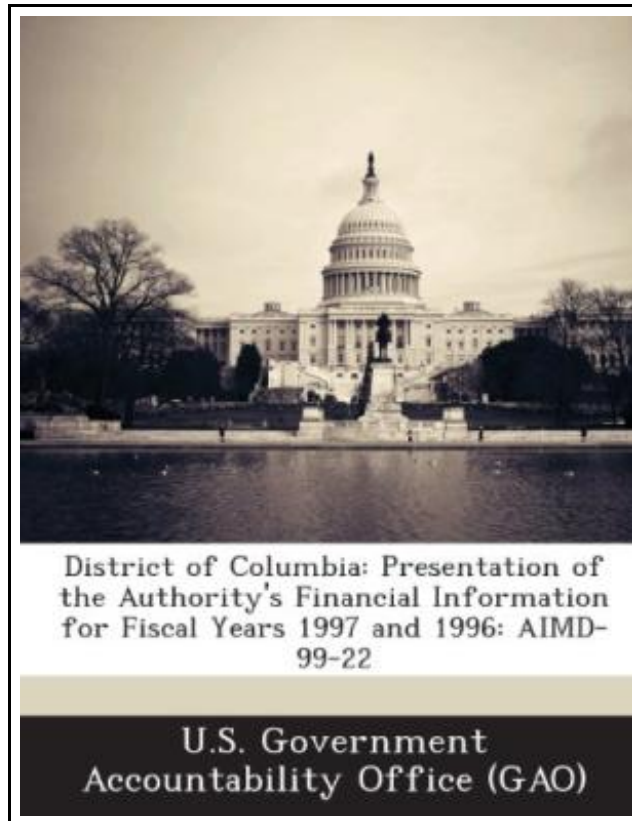 District of Columbia: Presentation of
the Authority's Financial Information
for Fiscal Years 1997 and 1996: AIMD-
99-22
U.S. Government
Accountability Office (GAO)